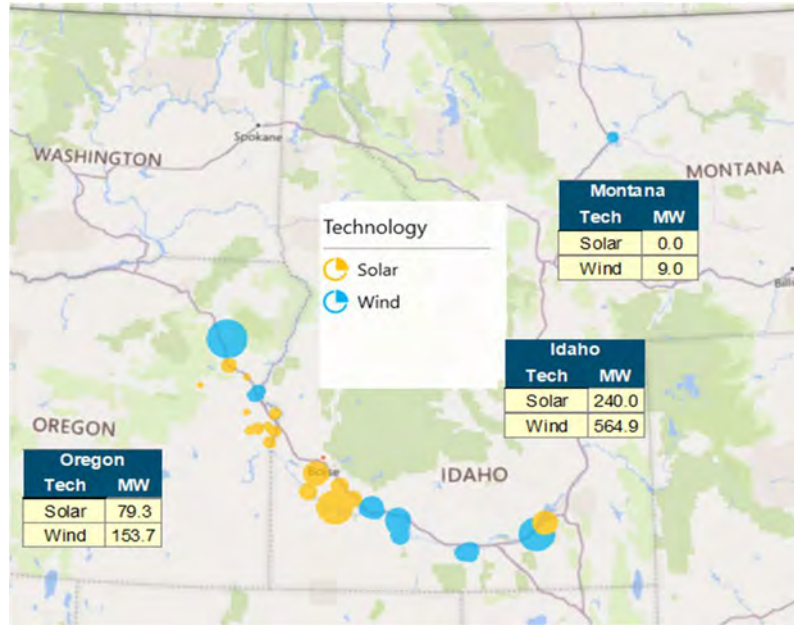 Spokane
WASHINGTON
MONTANA
Montana
Tech MW
Solar 0.0
Wind 9.0
Technology
Solar
Wind
Billi
Idaho
Tech MW
Solar 240.0
Wind 564.9
OREGON
Oregon
Tech MW
Solar 79.3
Wind 153.7
Boise
IDAHO